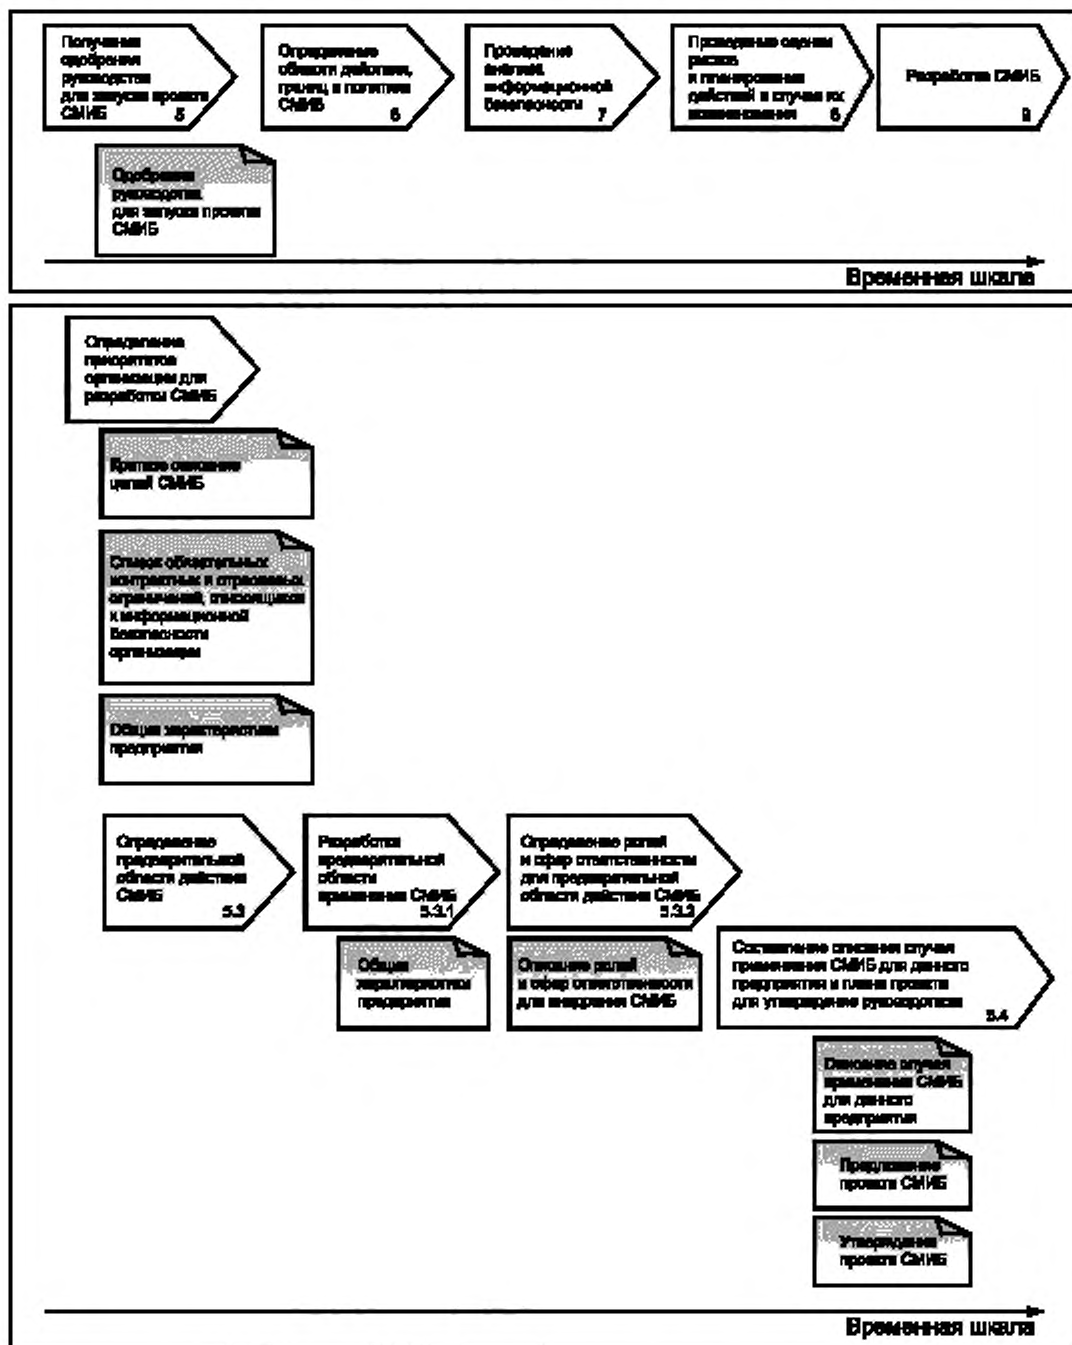 Получение
одобрения
руководства
для запуска проекта
СМИБ
5
Определение
области действия,
границ и политики
СМИБ
6
Проведение
анализа
информационной
безопасности
7
Проведение оценки
рисков
и планирование
действий в случае их
возникновения
8
Разработка СМИБ
9
Одобрение
руководства
для запуска проекта
СМИБ
Временная шкала
Определение
приоритетов
организации для
разработки СМИБ
Краткое описание
целей СМИБ
Список обязательных
контрактных и отраслевых
ограничений, относящихся
к информационной
безопасности
организации
Общие характеристики
предприятия
Определение
предварительной
области действия
СМИБ
5.3
Разработка
предварительной
области
применения СМИБ
5.3.1
Определение ролей
и сфер ответственности
для предварительной
области действия СМИБ
5.3.2
Общие
характеристики
предприятия
Описание ролей
и сфер ответственности
для внедрения СМИБ
Составление описания случая
применения СМИБ для данного
предприятия и плана проекта
для утверждение руководством
5.4
Описание случая
применения СМИБ
для данного
предприятия
Предложение
проекта СМИБ
Утверждение
проекта СМИБ
Временная шкала